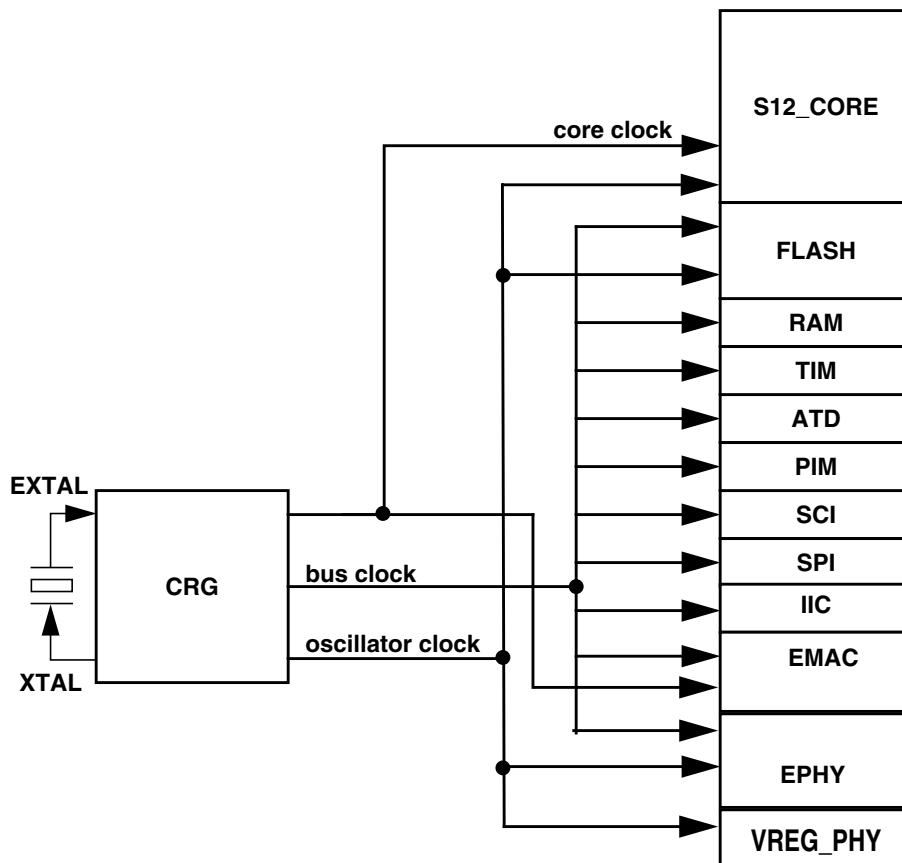 S12_CORE
core clock
FLASH
RAM
TIM
ATD
PIM
EXTAL
SCI
SPI
CRG
bus clock
IIC
oscillator clock
EMAC
XTAL
EPHY
VREG_PHY